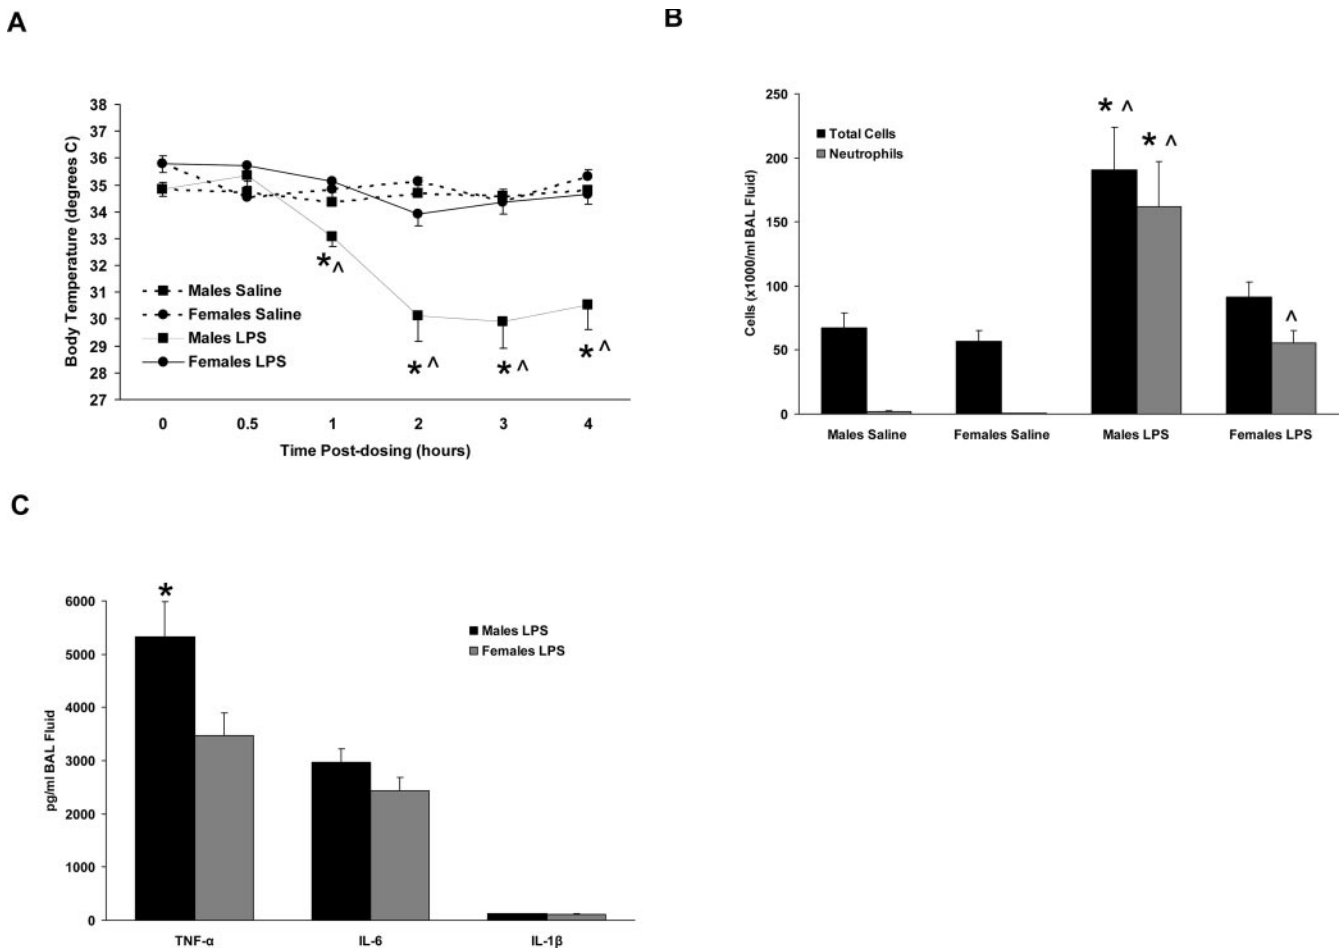 A
38
37
36
35
34
33
32
31
30
29
28
27
Body Temperature (degrees C)
*^
*^
*^
*^
Males Saline
Females Saline
Males LPS
Females LPS
0 0.5 1 2 3 4
Time Post-dosing (hours)
B
250
200
150
100
50
0
Cells (x1000/ml BAL Fluid)
Total Cells
Neutrophils
* ^
* ^
^
Males Saline Females Saline Males LPS Females LPS
C
6000
5000
4000
3000
2000
1000
0
pg/ml BAL Fluid
*
Males LPS
Females LPS
TNF-α IL-6 IL-1β